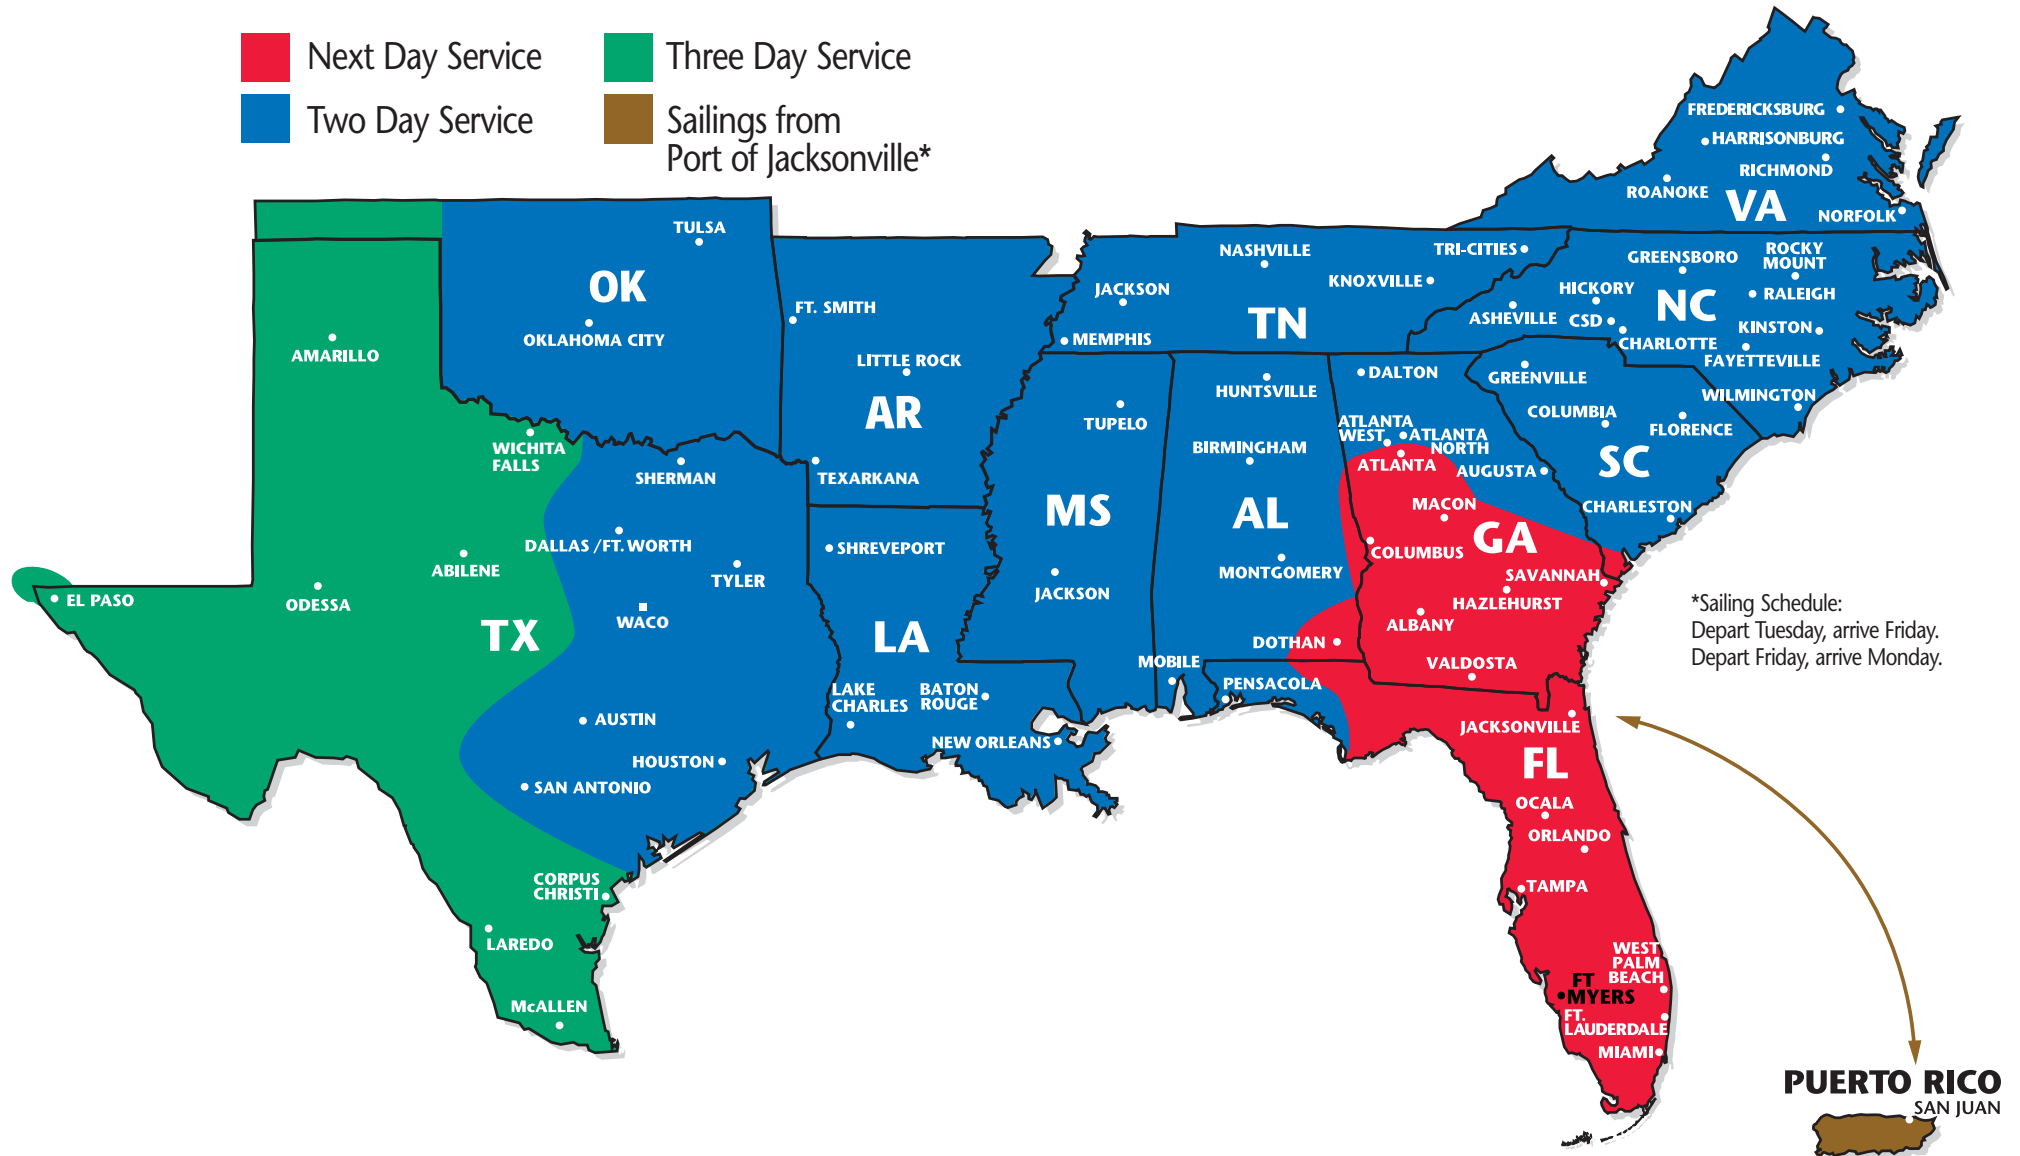 Next Day Service
Two Day Service
Three Day Service
Sailings from
Port of Jacksonville*
FREDERICKSBURG
HARRISONBURG
RICHMOND
ROANOKE
VA
NORFOLK
TULSA
OK
OKLAHOMA CITY
FT. SMITH
LITTLE ROCK
AR
TEXARKANA
NASHVILLE
TRI-CITIES
KNOXVILLE
JACKSON
TN
MEMPHIS
GREENSBORO
ROCKY
MOUNT
HICKORY
NC
RALEIGH
ASHEVILLE
CSD
KINSTON
CHARLOTTE
FAYETTEVILLE
WILMINGTON
GREENVILLE
COLUMBIA
FLORENCE
SC
CHARLESTON
AMARILLO
WICHITA
FALLS
SHERMAN
DALLAS /FT. WORTH
ABILENE
TYLER
EL PASO
ODESSA
WACO
TX
AUSTIN
HOUSTON
SAN ANTONIO
CORPUS
CHRISTI
LAREDO
McALLEN
SHREVEPORT
LA
LAKE
CHARLES
BATON
ROUGE
NEW ORLEANS
TUPELO
MS
JACKSON
HUNTSVILLE
BIRMINGHAM
AL
MONTGOMERY
DOTHAN
MOBILE
DALTON
ATLANTA
WEST
ATLANTA
NORTH
ATLANTA
AUGUSTA
MACON
GA
COLUMBUS
SAVANNAH
HAZLEHURST
ALBANY
VALDOSTA
PENSACOLA
JACKSONVILLE
FL
OCALA
ORLANDO
TAMPA
WEST
PALM
BEACH
FT
MYERS
FT.
LAUDERDALE
MIAMI
*Sailing Schedule:
Depart Tuesday, arrive Friday.
Depart Friday, arrive Monday.
PUERTO RICO
SAN JUAN